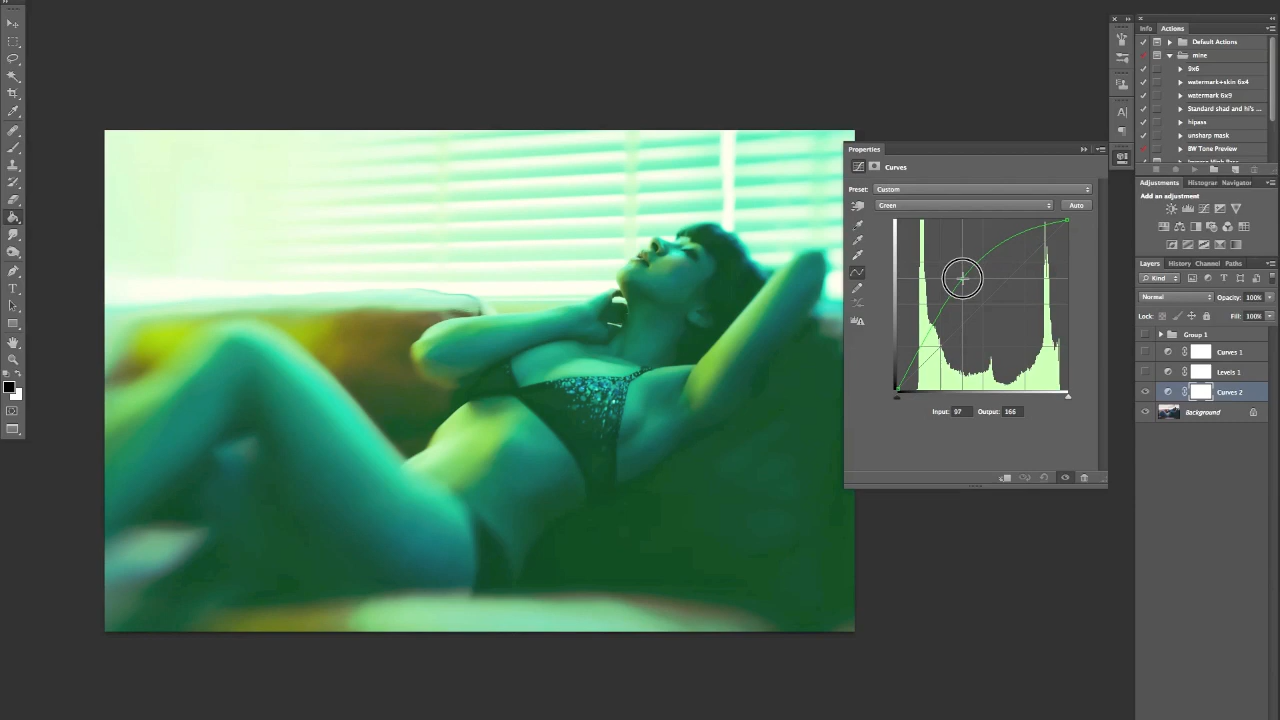 Properties
Curves
Preset: Custom
Green Auto
Input: 97 Output: 166
Info Actions
Default Actions
mine
9x6
watermark+skin 6x4
watermark 6x9
Standard shad and hi's
hipass
unsharp mask
BW Tone Preview
Adjustments Histogram Navigator
Add an adjustment
Layers History Channel Paths
Kind
Normal Opacity: 100%
Lock: Fill: 100%
Group 1
Curves 1
Levels 1
Curves 2
Background